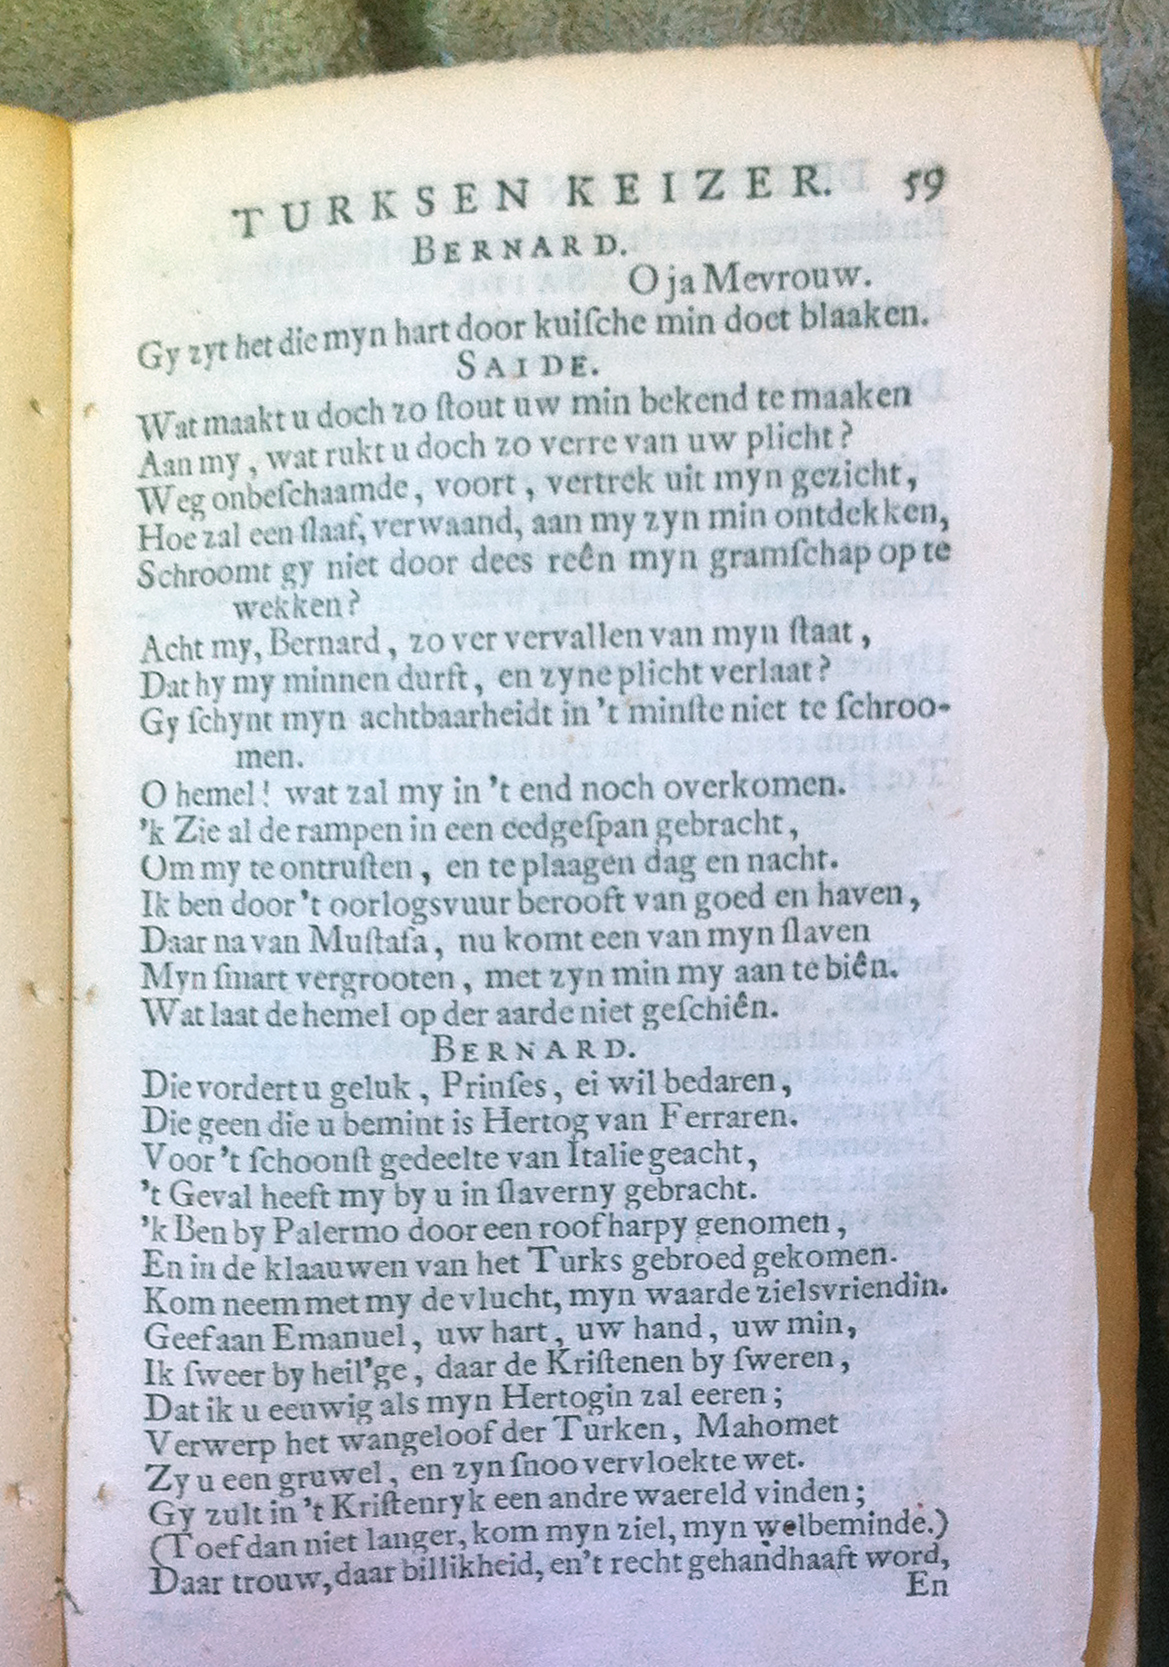 TURKSEN KEIZER. 59
BERNARD.
O ja Mevrouw.
Gy zyt het die myn hart door kuiſche min doet blaaken.
SAIDE.
Wat maakt u doch zo ſtout uw min bekend te maaken
Aan my, wat rukt u doch zo verre van uw plicht?
Weg onbeſchaamde, voort, vertrek uit myn gezicht,
Hoe zal een ſlaaf, verwaand, aan my zyn min ontdekken,
Schroomt gy niet door dees reên myn gramſchap op te
wekken?
Acht my, Bernard, zo ver vervallen van myn ſtaat,
Dat hy my minnen durft, en zyne plicht verlaat?
Gy ſchynt myn achtbaarheidt in 't minſte niet te ſchroo-
men.
O hemel! wat zal my in 't end noch overkomen.
'k Zie al de rampen in een eedgeſpan gebracht,
Om my te ontruſten, en te plaagen dag en nacht.
Ik ben door 't oorlogsvuur berooft van goed en haven,
Daar na van Muſtafa, nu komt een van myn ſlaven
Myn ſmart vergrooten, met zyn min my aan te biên.
Wat laat de hemel op der aarde niet geſchiên.
BERNARD.
Die vordert u geluk, Prinſes, ei wil bedaren,
Die geen die u bemint is Hertog van Ferraren.
Voor 't ſchoonſt gedeelte van Italie geacht,
't Geval heeft my by u in ſlaverny gebracht.
'k Ben by Palermo door een roofharpy genomen,
En in de klaauwen van het Turks gebroed gekomen.
Kom neem met my de vlucht, myn waarde zielsvriendin.
Geef aan Emanuel, uw hart, uw hand, uw min,
Ik ſweer by heil'ge, daar de Kriſtenen by ſweren,
Dat ik u eeuwig als myn Hertogin zal eeren;
Verwerp het wangeloof der Turken, Mahomet
Zy u een gruwel, en zyn ſnoo vervloekte wet.
Gy zult in 't Kriſtenryk een andre waereld vinden;
(Toef dan niet langer, kom myn ziel, myn welbeminde.)
Daar trouw, daar billikheid, en 't recht gehandhaaft word,
En